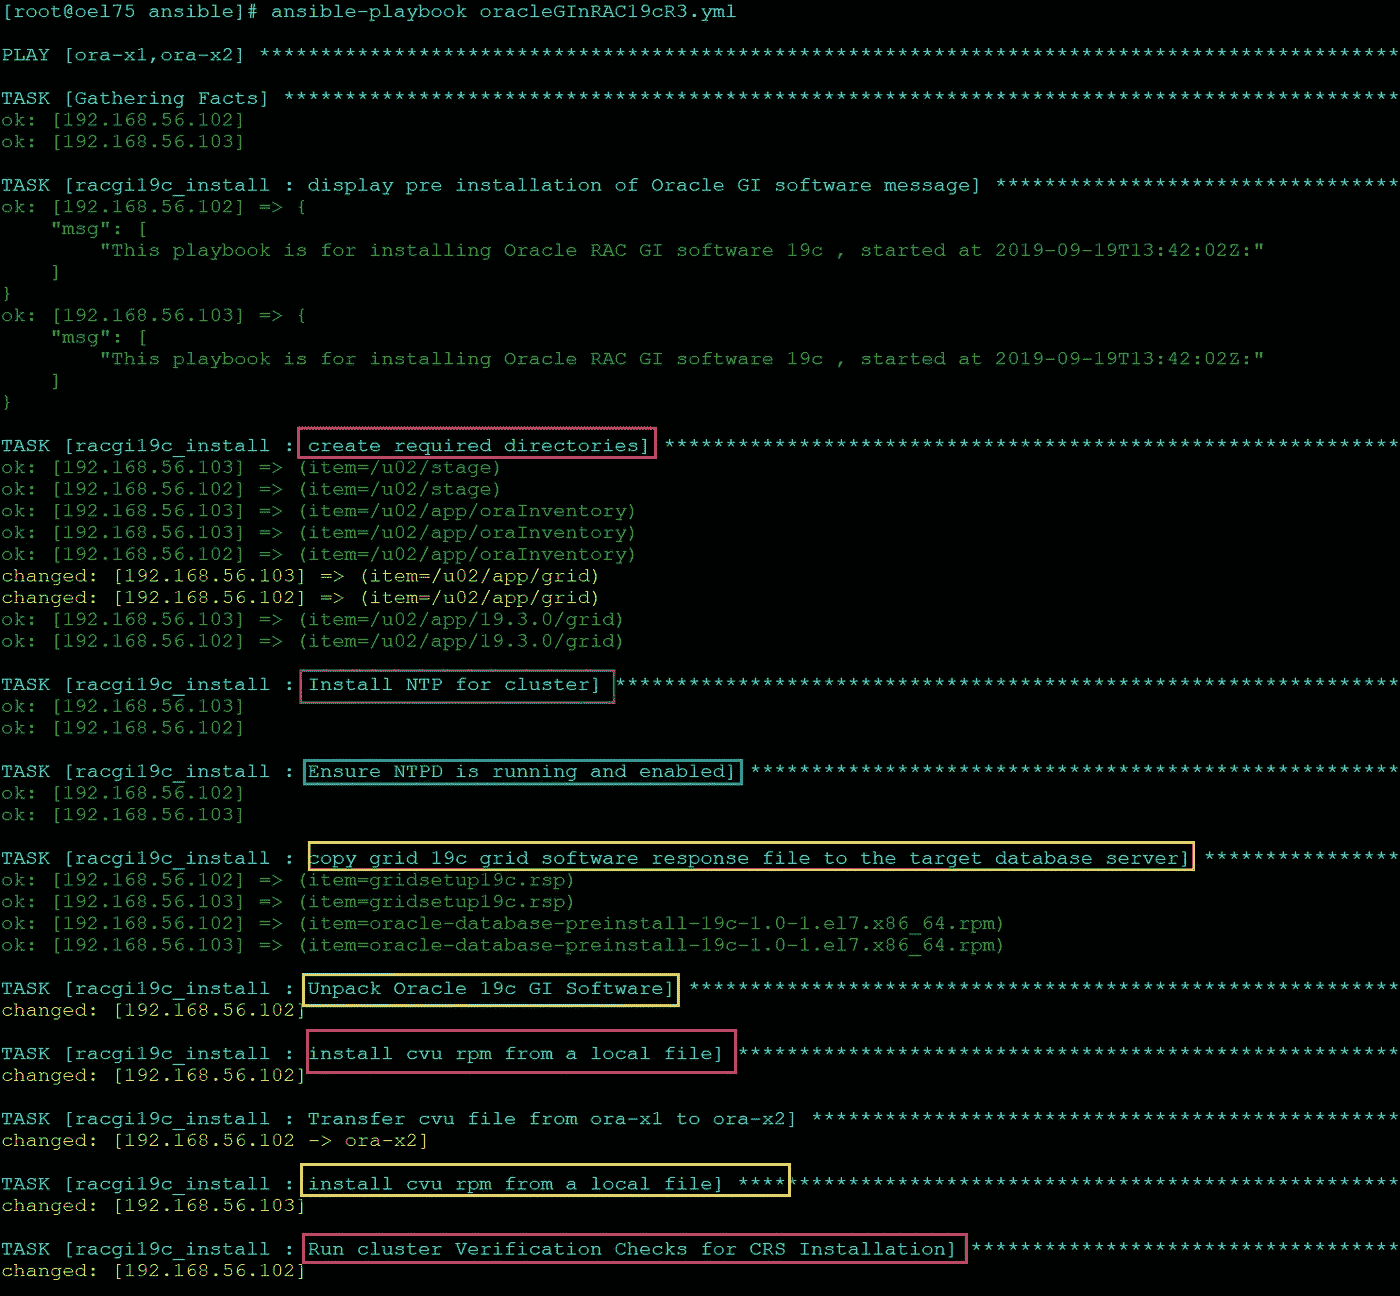 [root@oel75 ansible]# ansible-playbook oracleGInRAC19cR3.yml
PLAY [ora-x1,ora-x2] *********************************************************************************************
TASK [Gathering Facts] *******************************************************************************************
ok: [192.168.56.102]
ok: [192.168.56.103]
TASK [racgi19c_install : display pre installation of Oracle GI software message] *********************************
ok: [192.168.56.102] => {
    "msg": [
        "This playbook is for installing Oracle RAC GI software 19c , started at 2019-09-19T13:42:02Z:"
    ]
}
ok: [192.168.56.103] => {
    "msg": [
        "This playbook is for installing Oracle RAC GI software 19c , started at 2019-09-19T13:42:02Z:"
    ]
}
TASK [racgi19c_install : create required directories] ************************************************************
ok: [192.168.56.103] => (item=/u02/stage)
ok: [192.168.56.102] => (item=/u02/stage)
ok: [192.168.56.103] => (item=/u02/app/oraInventory)
ok: [192.168.56.103] => (item=/u02/app/oraInventory)
ok: [192.168.56.102] => (item=/u02/app/oraInventory)
changed: [192.168.56.103] => (item=/u02/app/grid)
changed: [192.168.56.102] => (item=/u02/app/grid)
ok: [192.168.56.103] => (item=/u02/app/19.3.0/grid)
ok: [192.168.56.102] => (item=/u02/app/19.3.0/grid)
TASK [racgi19c_install : Install NTP for cluster] ****************************************************************
ok: [192.168.56.103]
ok: [192.168.56.102]
TASK [racgi19c_install : Ensure NTPD is running and enabled] *****************************************************
ok: [192.168.56.102]
ok: [192.168.56.103]
TASK [racgi19c_install : copy grid 19c grid software response file to the target database server] ****************
ok: [192.168.56.102] => (item=gridsetup19c.rsp)
ok: [192.168.56.103] => (item=gridsetup19c.rsp)
ok: [192.168.56.102] => (item=oracle-database-preinstall-19c-1.0-1.el7.x86_64.rpm)
ok: [192.168.56.103] => (item=oracle-database-preinstall-19c-1.0-1.el7.x86_64.rpm)
TASK [racgi19c_install : Unpack Oracle 19c GI Software] **********************************************************
changed: [192.168.56.102]
TASK [racgi19c_install : install cvu rpm from a local file] ******************************************************
changed: [192.168.56.102]
TASK [racgi19c_install : Transfer cvu file from ora-x1 to ora-x2] ************************************************
changed: [192.168.56.102 -> ora-x2]
TASK [racgi19c_install : install cvu rpm from a local file] ******************************************************
changed: [192.168.56.103]
TASK [racgi19c_install : Run cluster Verification Checks for CRS Installation] ***********************************
changed: [192.168.56.102]